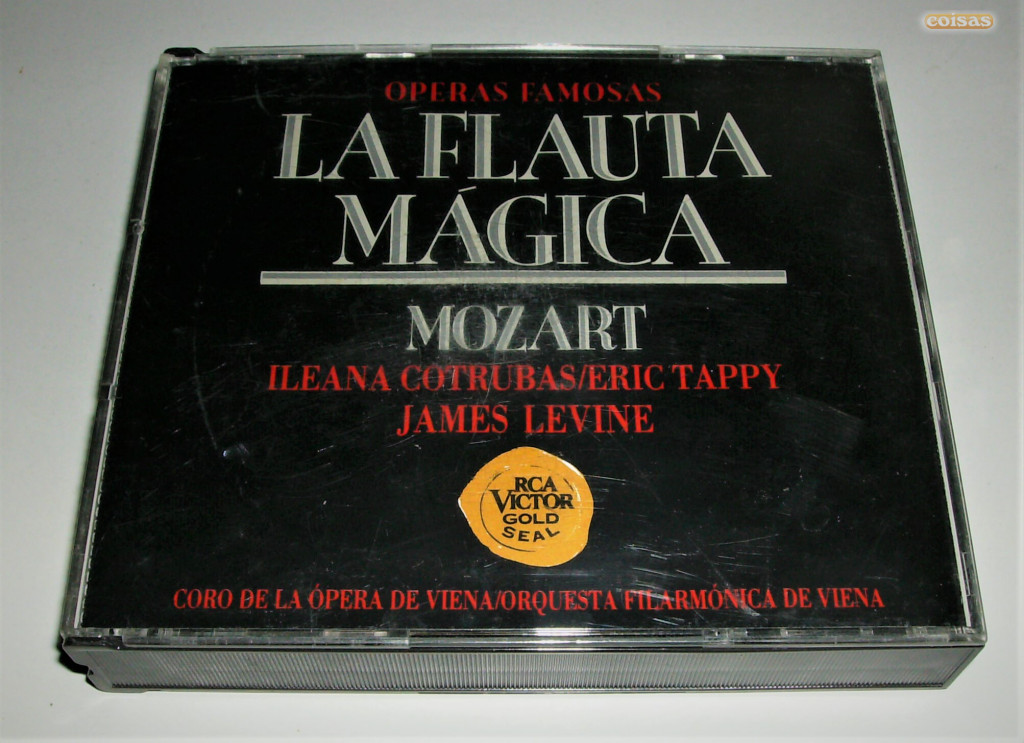 coisas
OPERAS FAMOSAS
LA FLAUTA
MÁGICA
MOZART
ILEANA COTRUBAS/ERIC TAPPY
JAMES LEVINE
RCA
VICTOR
GOLD
SEAL
CORO DE LA ÓPERA DE VIENA/ORQUESTA FILARMÓNICA DE VIENA